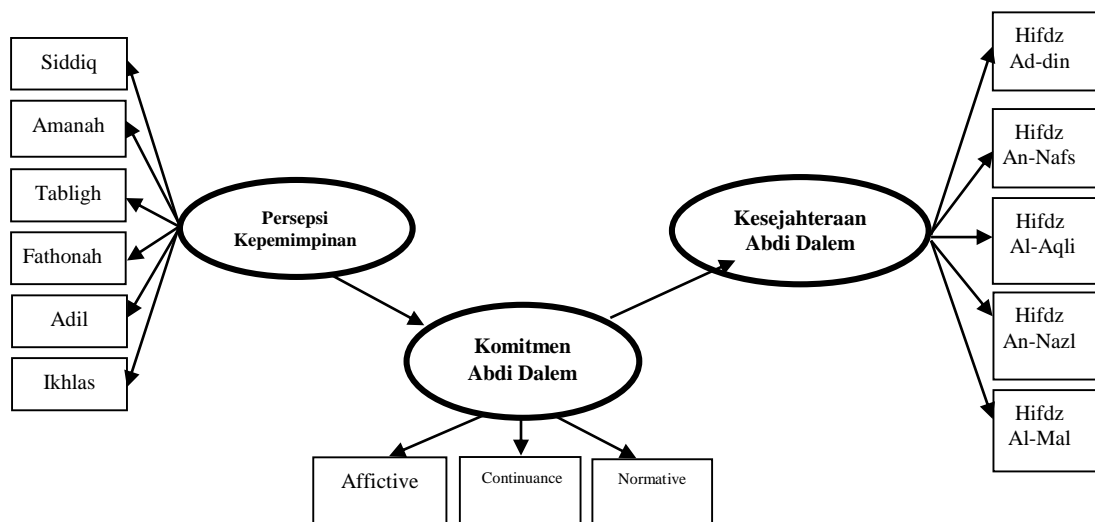 Siddiq
Amanah
Tabligh
Fathonah
Adil
Ikhlas
Persepsi
Kepemimpinan
Komitmen
Abdi Dalem
Affictive
Continuance
Normative
Kesejahteraan
Abdi Dalem
Hifdz
Ad-din
Hifdz
An-Nafs
Hifdz
Al-Aqli
Hifdz
An-Nazl
Hifdz
Al-Mal